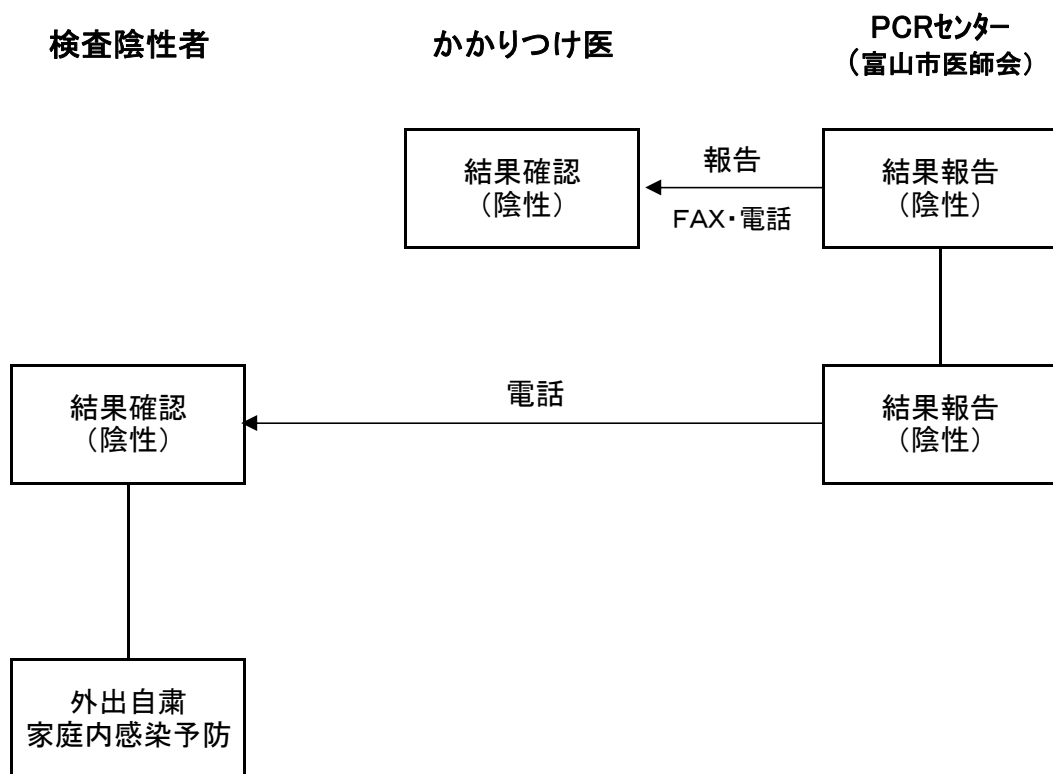 検査陰性者
かかりつけ医
PCRセンター
(富山市医師会)
結果確認
(陰性)
報告
FAX・電話
結果報告
(陰性)
結果確認
(陰性)
電話
結果報告
(陰性)
外出自粛
家庭内感染予防